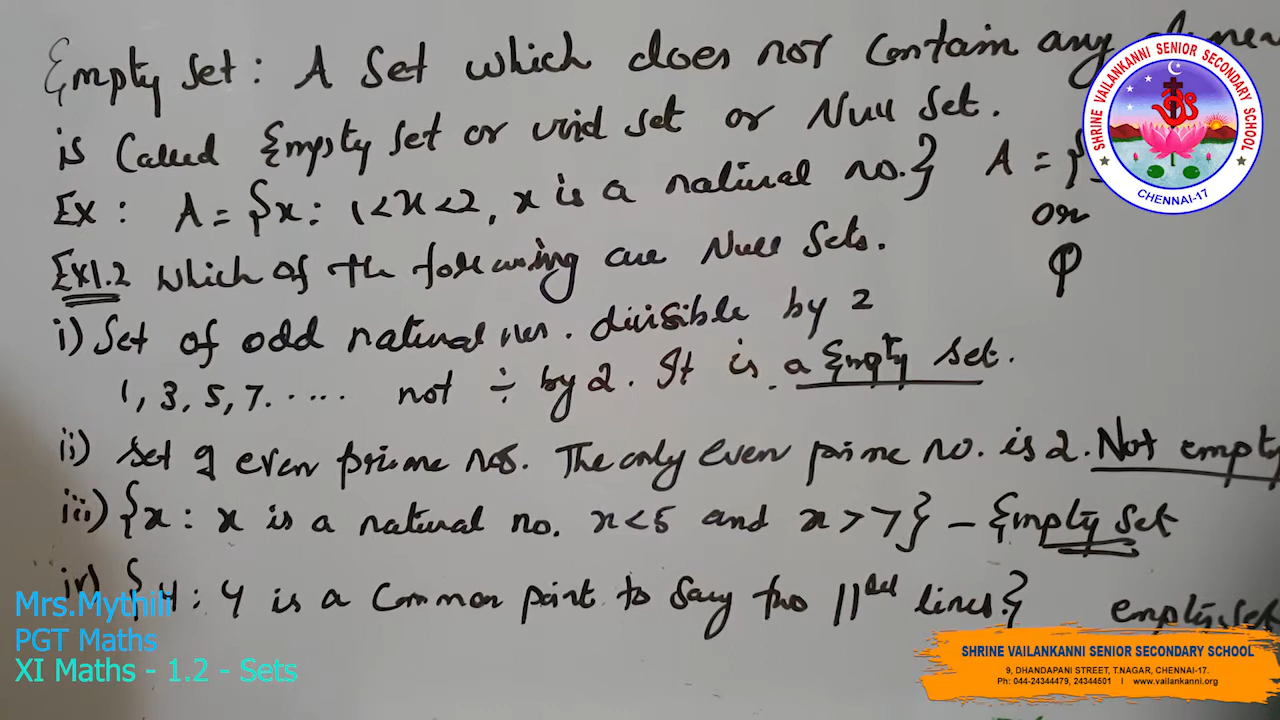 Empty set : A set which does not contain any elemen
is Called Empty set or void set or Null set.
Ex : A = {x : 1<x<2, x is a natural no.} A = {
or
φ
Ex1.2 which of the following are Null sets.
i) Set of odd natural nos. divisible by 2
1, 3, 5, 7..... not ÷ by 2. It is a Empty set.
ii) set of even prime nos. The only even prime no. is 2. Not empty
iii) {x : x is a natural no. x<5 and x>7} - Empty set
iv) {y : y is a common point to say two ||lel lines.} empty set
Mrs.Mythili
PGT Maths
XI Maths - 1.2 - Sets
SHRINE VAILANKANNI SENIOR SECONDARY SCHOOL
CHENNAI-17
SHRINE VAILANKANNI SENIOR SECONDARY SCHOOL
9, DHANDAPANI STREET, T.NAGAR, CHENNAI-17.
Ph: 044-24344479, 24344501 | www.vailankanni.org